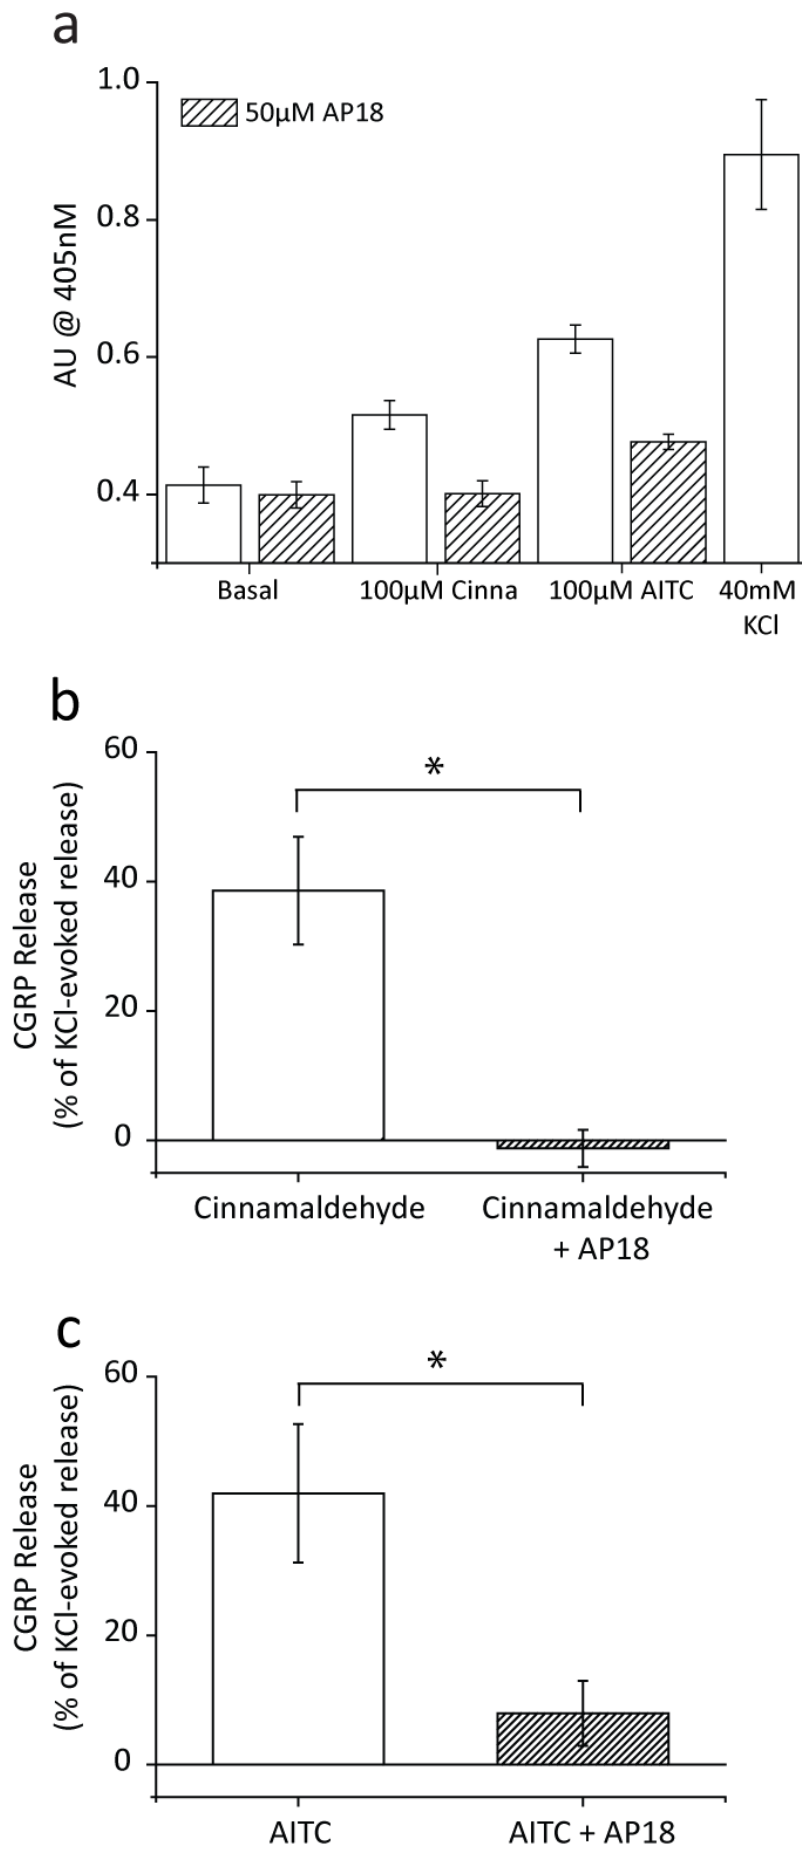 a
1.0
50µM AP18
0.8
AU @ 405nM
0.6
0.4
Basal
100µM Cinna
100µM AITC
40mM
KCl
b
60
*
CGRP Release
(% of KCl-evoked release)
40
20
0
Cinnamaldehyde
Cinnamaldehyde
+ AP18
c
60
*
CGRP Release
(% of KCl-evoked release)
40
20
0
AITC
AITC + AP18